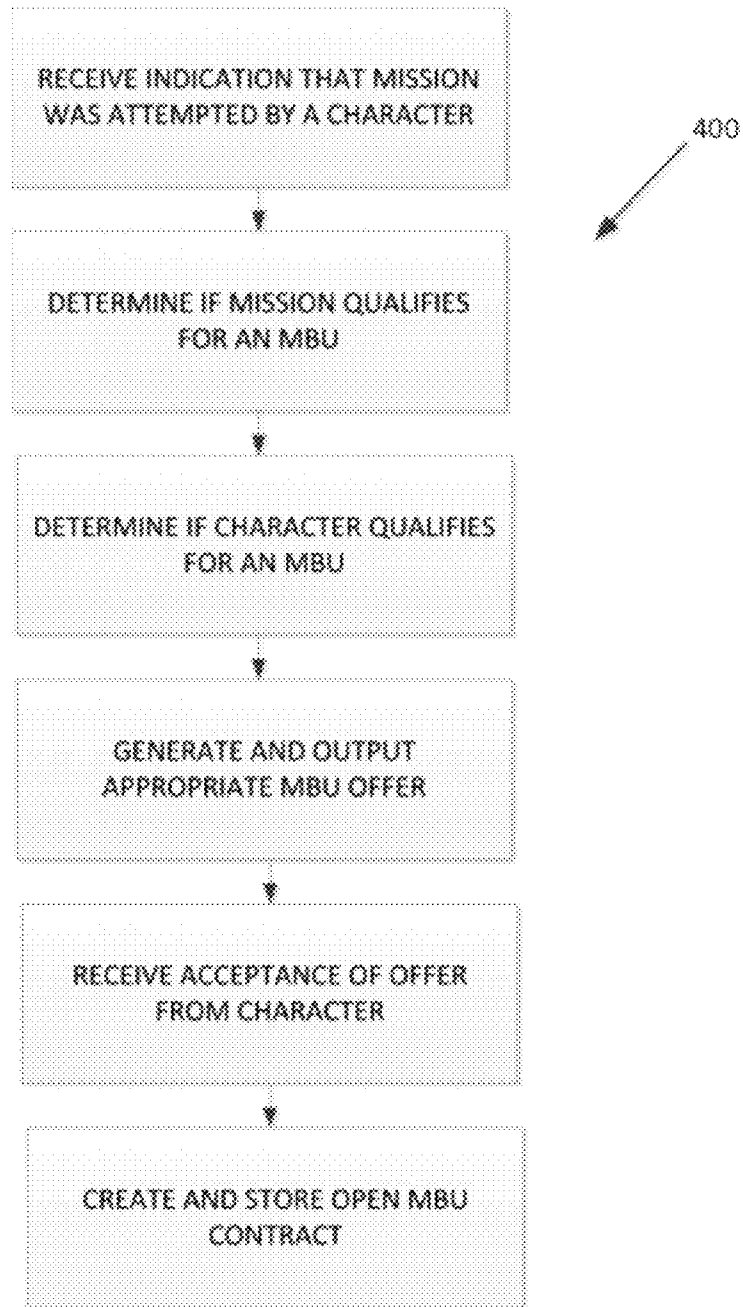 RECEIVE INDICATION THAT MISSION
WAS ATTEMPTED BY A CHARACTER
400
DETERMINE IF MISSION QUALIFIES
FOR AN MBU
DETERMINE IF CHARACTER QUALIFIES
FOR AN MBU
GENERATE AND OUTPUT
APPROPRIATE MBU OFFER
RECEIVE ACCEPTANCE OF OFFER
FROM CHARACTER
CREATE AND STORE OPEN MBU
CONTRACT